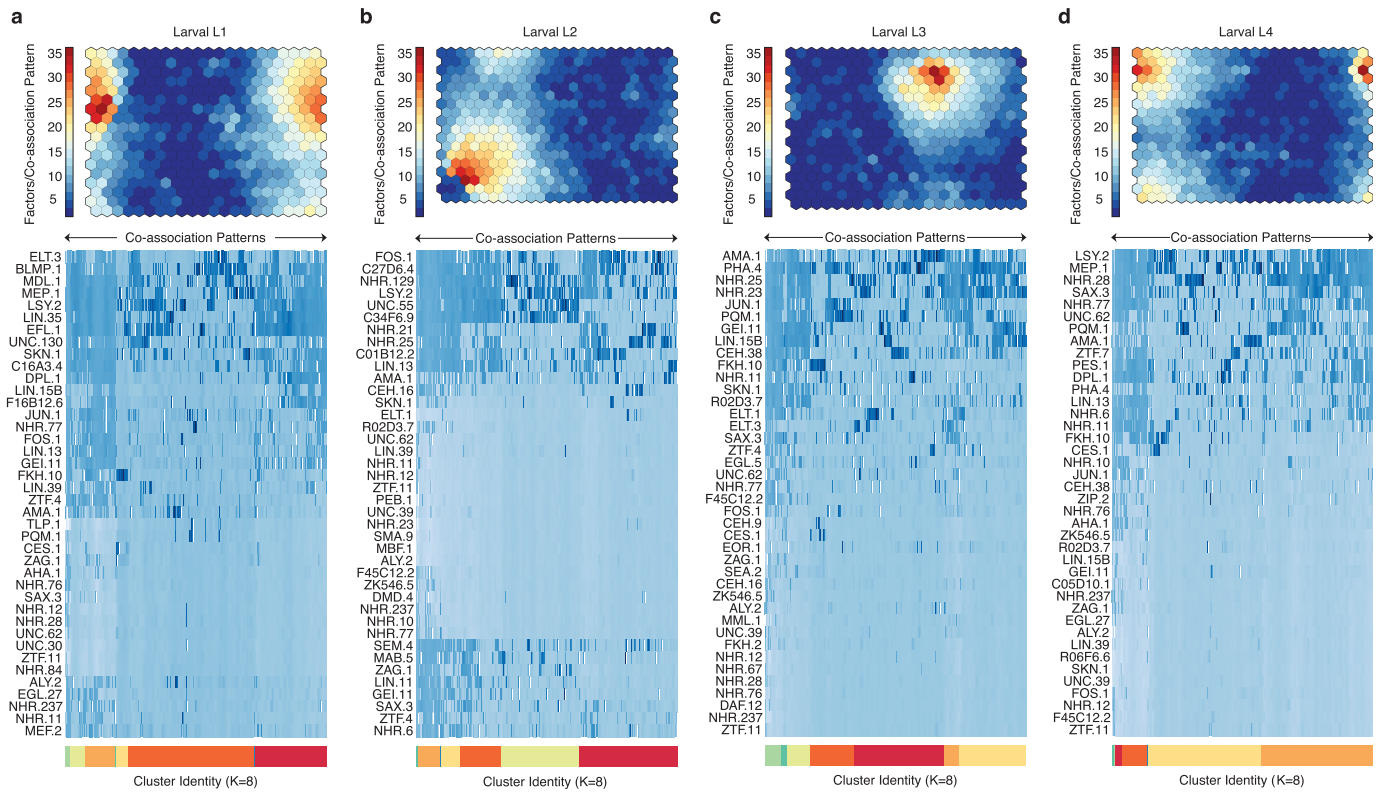 a
Larval L1
Factors/Co-association Pattern
35
30
25
20
15
10
5
Co-association Patterns
ELT.3
BLMP.1
MDL.1
MEP.1
LSY.2
LIN.35
EFL.1
UNC.130
SKN.1
C16A3.4
DPL.1
LIN.15B
F16B12.6
JUN.1
NHR.77
FOS.1
LIN.13
GEI.11
FKH.10
LIN.39
ZTF.4
AMA.1
TLP.1
PQM.1
CES.1
ZAG.1
AHA.1
NHR.76
SAX.3
NHR.12
NHR.28
UNC.62
UNC.30
ZTF.11
NHR.84
ALY.2
EGL.27
NHR.237
NHR.11
MEF.2
Cluster Identity (K=8)
b
Larval L2
Factors/Co-association Pattern
35
30
25
20
15
10
5
Co-association Patterns
FOS.1
C27D6.4
NHR.129
LSY.2
UNC.55
C34F6.9
NHR.21
NHR.25
C01B12.2
LIN.13
AMA.1
CEH.16
SKN.1
ELT.1
R02D3.7
UNC.62
LIN.39
NHR.11
NHR.12
ZTF.11
PEB.1
UNC.39
NHR.23
SMA.9
MBF.1
ALY.2
F45C12.2
ZK546.5
DMD.4
NHR.237
NHR.10
NHR.77
SEM.4
MAB.5
ZAG.1
LIN.11
GEI.11
SAX.3
ZTF.4
NHR.6
Cluster Identity (K=8)
c
Larval L3
Factors/Co-association Pattern
35
30
25
20
15
10
5
Co-association Patterns
AMA.1
PHA.4
NHR.25
NHR.23
JUN.1
PQM.1
GEI.11
LIN.15B
CEH.38
FKH.10
NHR.11
SKN.1
R02D3.7
ELT.1
ELT.3
SAX.3
ZTF.4
EGL.5
UNC.62
NHR.77
F45C12.2
FOS.1
CEH.9
CES.1
EOR.1
ZAG.1
SEA.2
CEH.16
ZK546.5
ALY.2
MML.1
UNC.39
FKH.2
NHR.12
NHR.67
NHR.28
NHR.76
DAF.12
NHR.237
ZTF.11
Cluster Identity (K=8)
d
Larval L4
Factors/Co-association Pattern
35
30
25
20
15
10
5
Co-association Patterns
LSY.2
MEP.1
NHR.28
SAX.3
NHR.77
UNC.62
PQM.1
AMA.1
ZTF.7
PES.1
DPL.1
PHA.4
LIN.13
NHR.6
NHR.11
FKH.10
CES.1
NHR.10
JUN.1
CEH.38
ZIP.2
NHR.76
AHA.1
ZK546.5
R02D3.7
LIN.15B
GEI.11
C05D10.1
NHR.237
ZAG.1
EGL.27
ALY.2
LIN.39
R06F6.6
SKN.1
UNC.39
FOS.1
NHR.12
F45C12.2
ZTF.11
Cluster Identity (K=8)